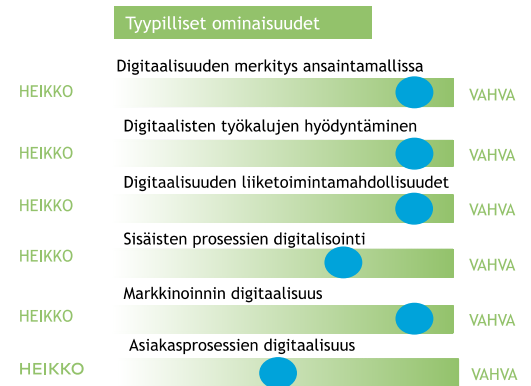 Tyypilliset ominaisuudet
Digitaalisuuden merkitys ansaintamallissa
HEIKKO VAHVA
Digitaalisten työkalujen hyödyntäminen
HEIKKO VAHVA
Digitaalisuuden liiketoimintamahdollisuudet
HEIKKO VAHVA
Sisäisten prosessien digitalisointi
HEIKKO VAHVA
Markkinoinnin digitaalisuus
HEIKKO VAHVA
Asiakasprosessien digitaalisuus
HEIKKO VAHVA